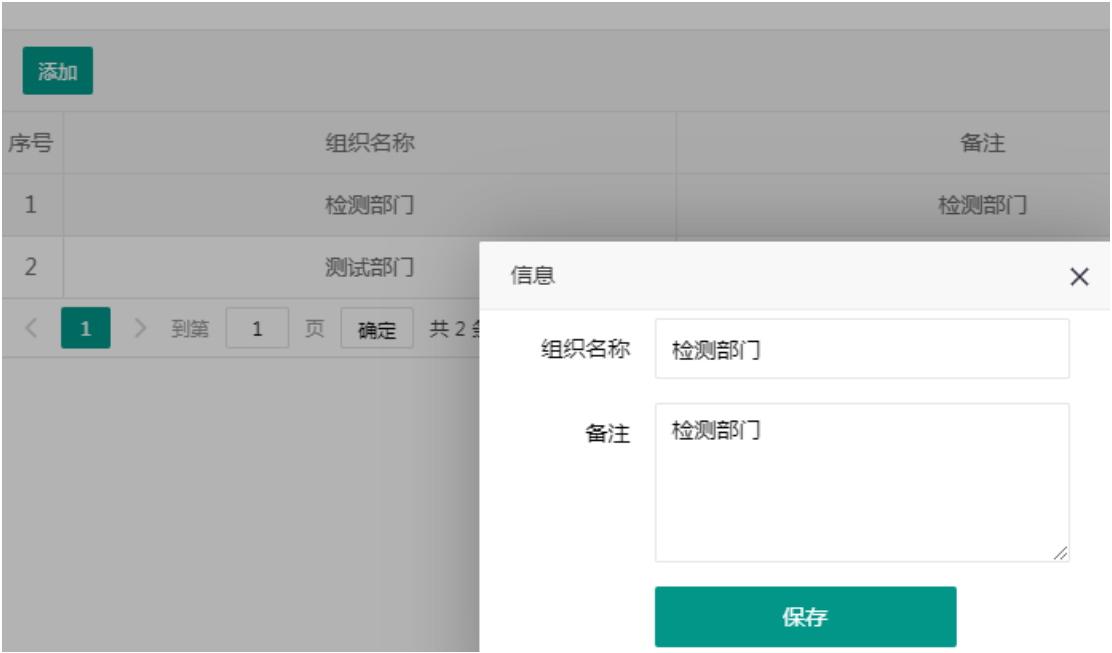 添加
序号 组织名称 备注
1 检测部门 检测部门
2 测试部门
1 到第 1 页 确定 共 2
信息
组织名称 检测部门
备注 检测部门
保存